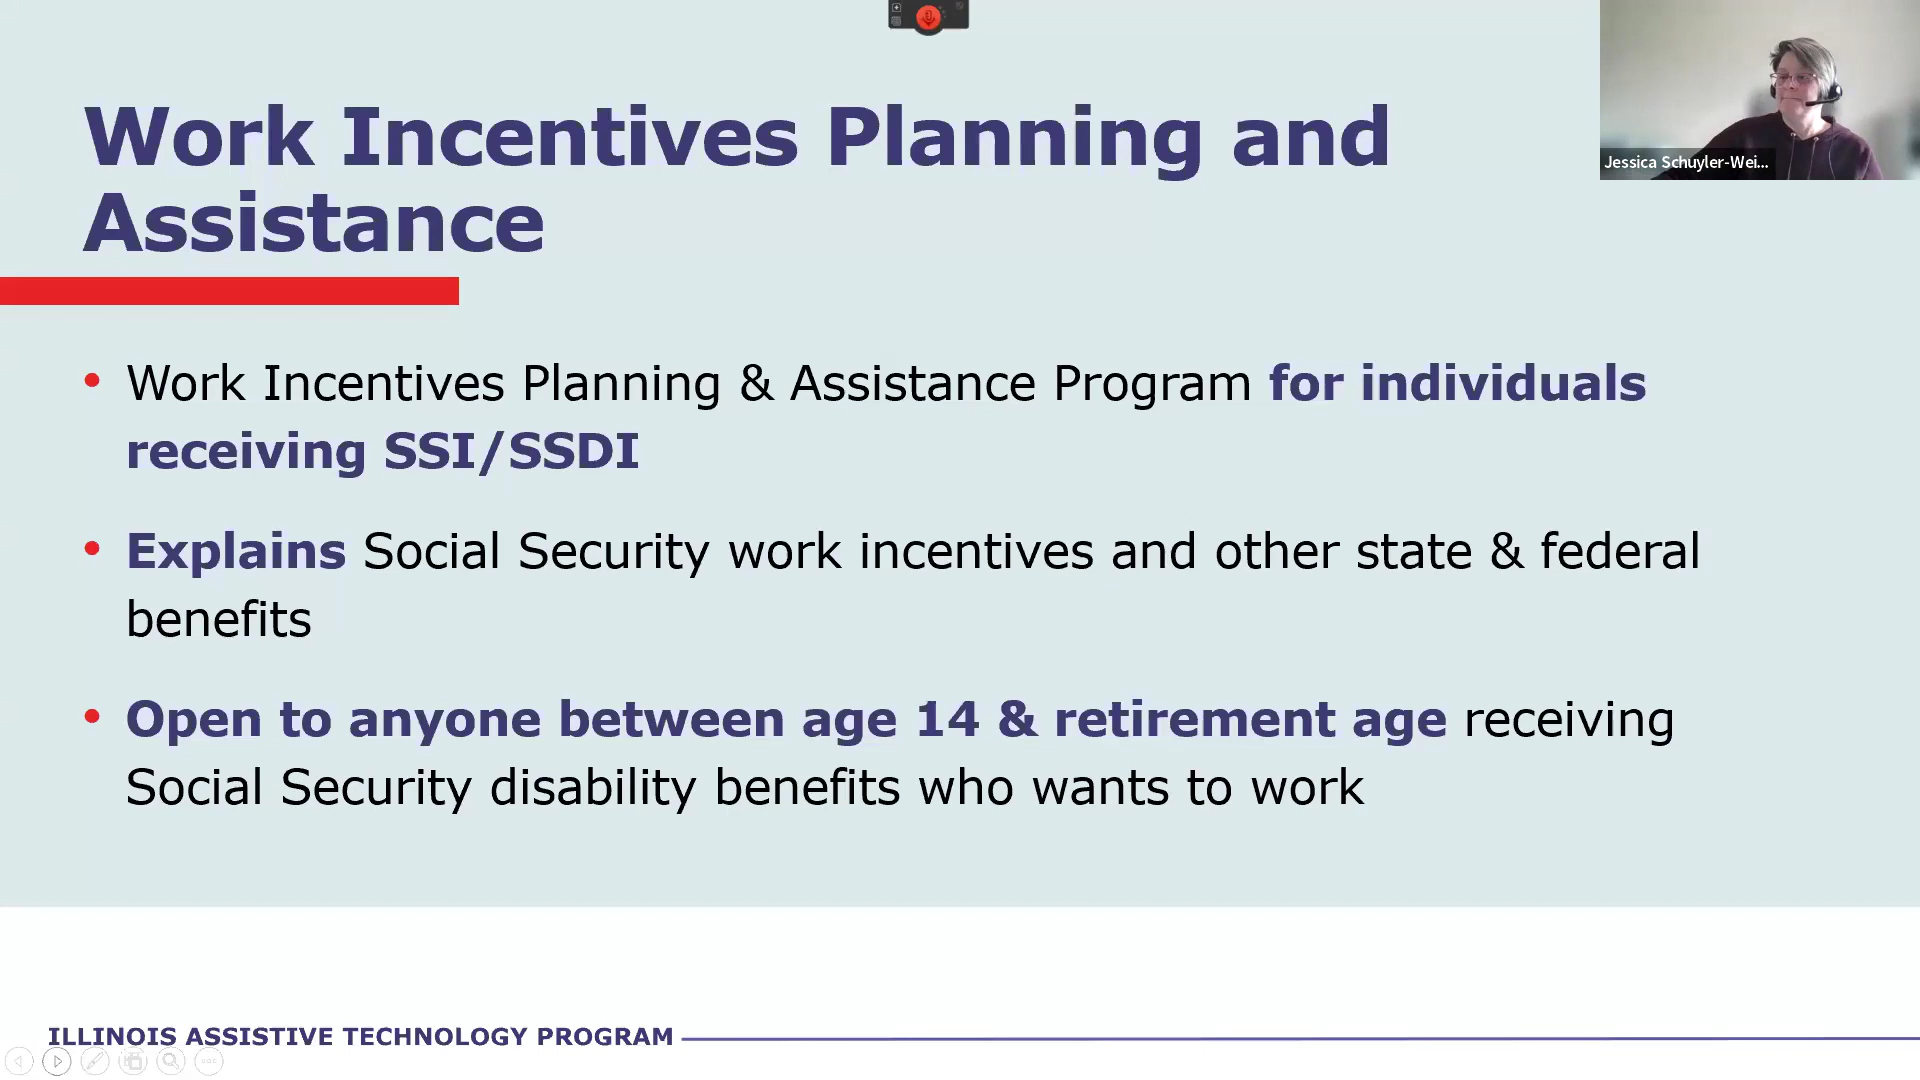 Work Incentives Planning and
Assistance
Jessica Schuyler-Wei...
• Work Incentives Planning & Assistance Program for individuals
receiving SSI/SSDI
• Explains Social Security work incentives and other state & federal
benefits
• Open to anyone between age 14 & retirement age receiving
Social Security disability benefits who wants to work
ILLINOIS ASSISTIVE TECHNOLOGY PROGRAM